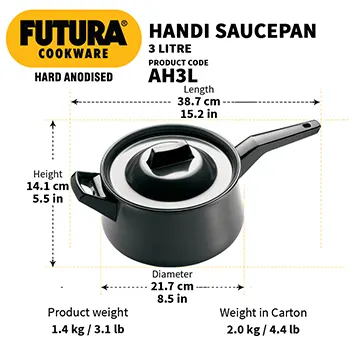 FUTURA®
COOKWARE
HARD ANODISED
HANDI SAUCEPAN
3 LITRE
PRODUCT CODE
AH3L
Length
38.7 cm
15.2 in
Height
14.1 cm
5.5 in
Diameter
21.7 cm
8.5 in
Product weight
1.4 kg / 3.1 lb
Weight in Carton
2.0 kg / 4.4 lb